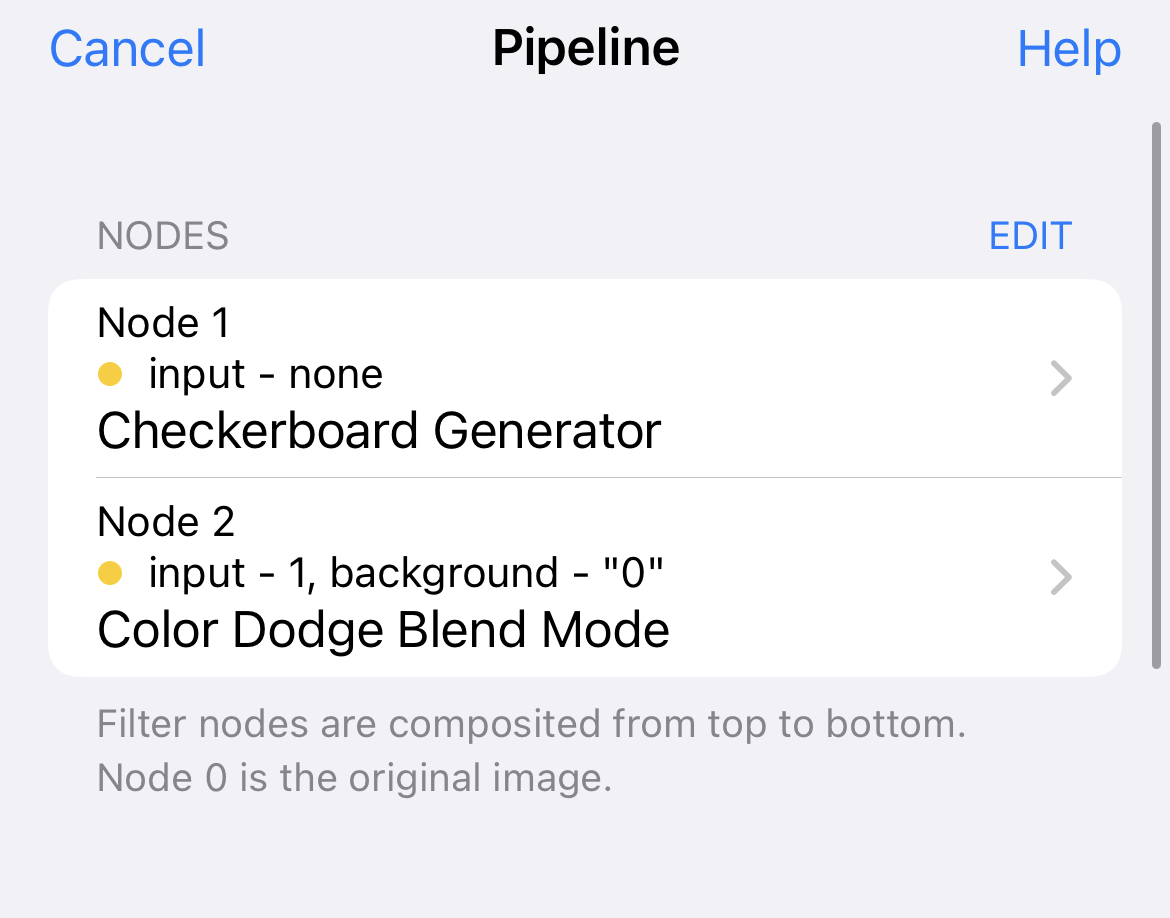 Cancel Pipeline Help
NODES EDIT
Node 1
input - none
Checkerboard Generator
Node 2
input - 1, background - "0"
Color Dodge Blend Mode
Filter nodes are composited from top to bottom.
Node 0 is the original image.